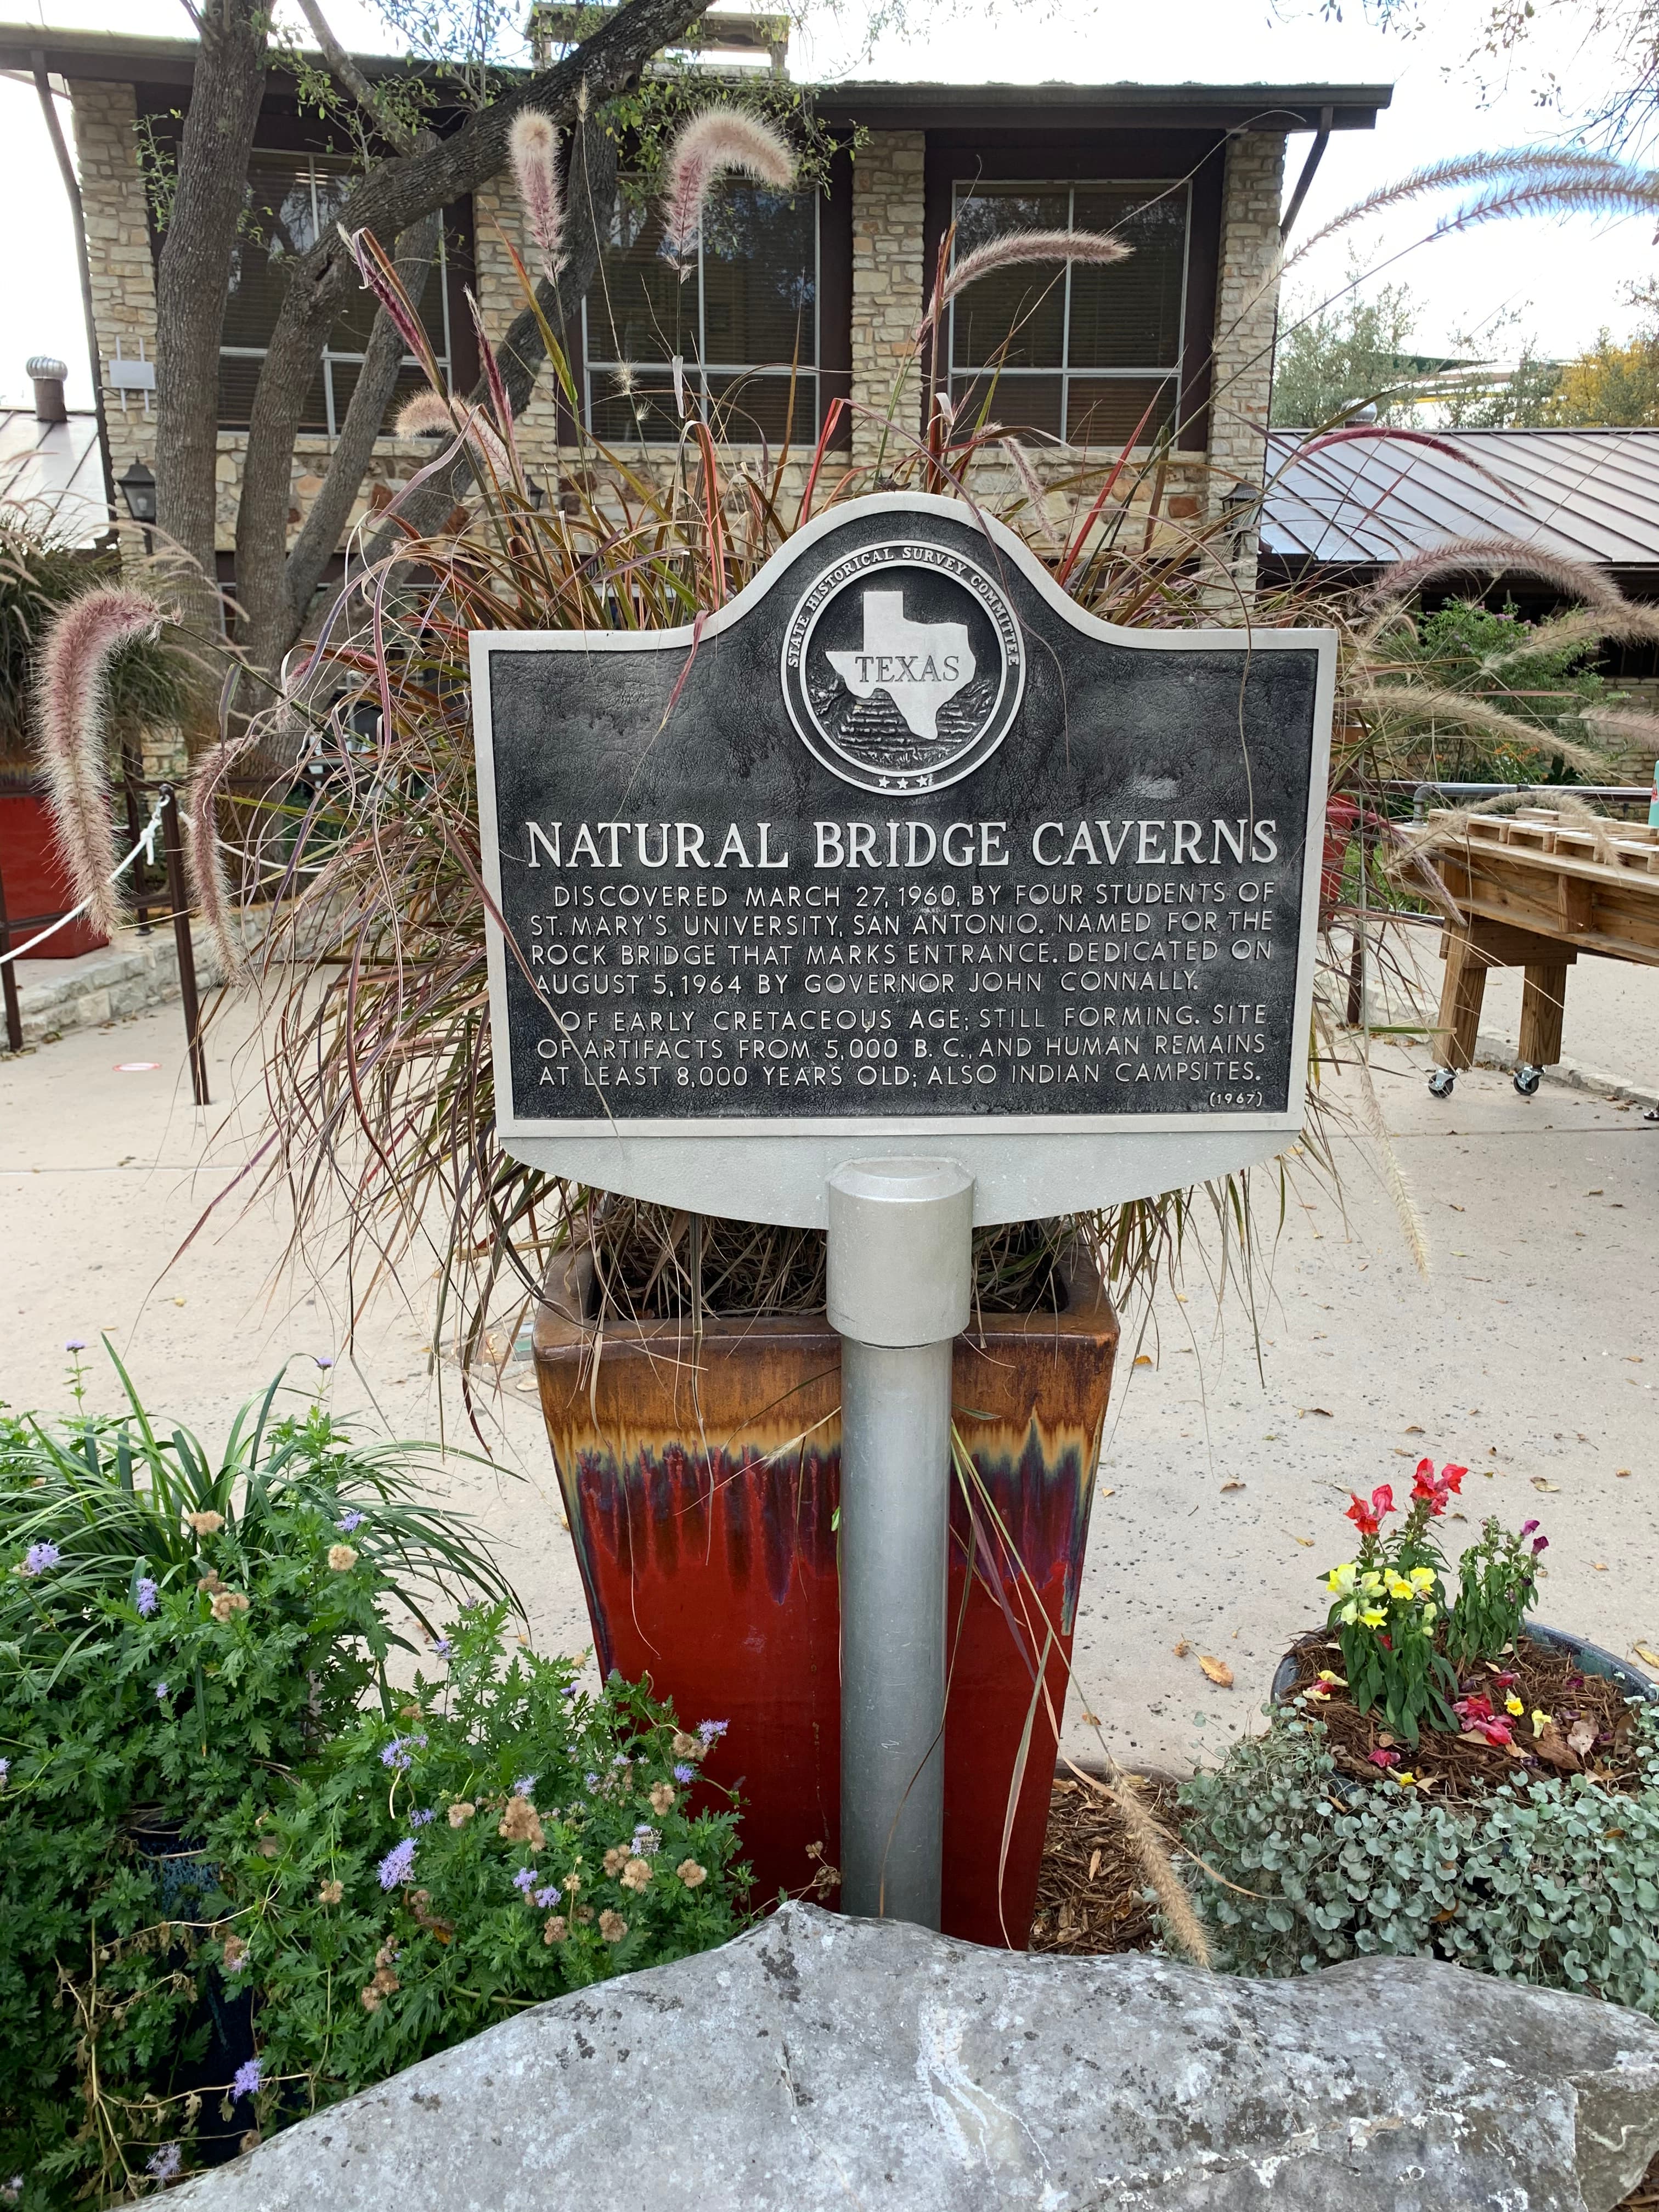 STATE HISTORICAL SURVEY COMMITTEE
TEXAS
NATURAL BRIDGE CAVERNS
DISCOVERED MARCH 27, 1960, BY FOUR STUDENTS OF
ST. MARY'S UNIVERSITY, SAN ANTONIO. NAMED FOR THE
ROCK BRIDGE THAT MARKS ENTRANCE. DEDICATED ON
AUGUST 5, 1964 BY GOVERNOR JOHN CONNALLY.
OF EARLY CRETACEOUS AGE; STILL FORMING. SITE
OF ARTIFACTS FROM 5,000 B. C., AND HUMAN REMAINS
AT LEAST 8,000 YEARS OLD; ALSO INDIAN CAMPSITES.
(1967)